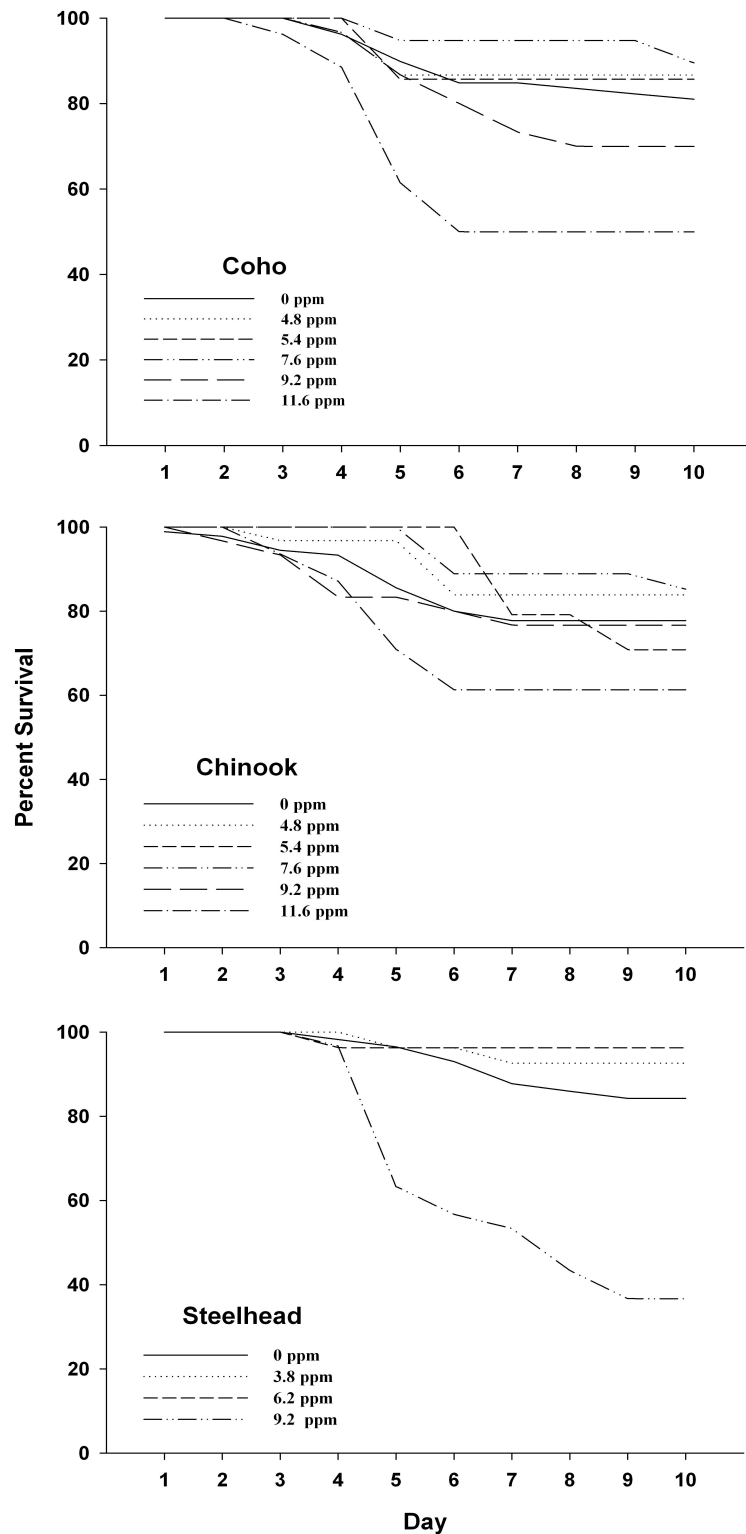 100
80
60
40
20
0
Coho
0 ppm
4.8 ppm
5.4 ppm
7.6 ppm
9.2 ppm
11.6 ppm
1 2 3 4 5 6 7 8 9 10
Percent Survival
100
80
60
40
20
0
Chinook
0 ppm
4.8 ppm
5.4 ppm
7.6 ppm
9.2 ppm
11.6 ppm
1 2 3 4 5 6 7 8 9 10
100
80
60
40
20
0
Steelhead
0 ppm
3.8 ppm
6.2 ppm
9.2 ppm
1 2 3 4 5 6 7 8 9 10
Day